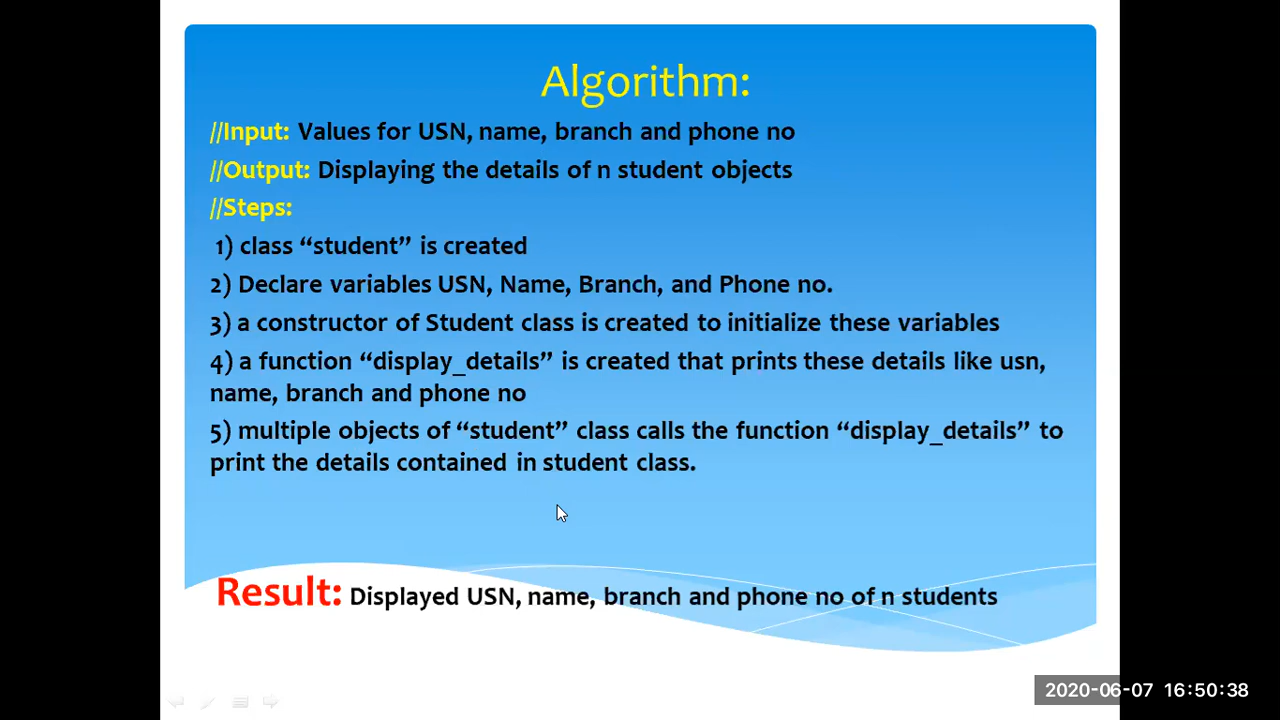 Algorithm:
//Input: Values for USN, name, branch and phone no
//Output: Displaying the details of n student objects
//Steps:
1) class “student” is created
2) Declare variables USN, Name, Branch, and Phone no.
3) a constructor of Student class is created to initialize these variables
4) a function “display_details” is created that prints these details like usn,
name, branch and phone no
5) multiple objects of “student” class calls the function “display_details” to
print the details contained in student class.
Result: Displayed USN, name, branch and phone no of n students
2020-06-07 16:50:38